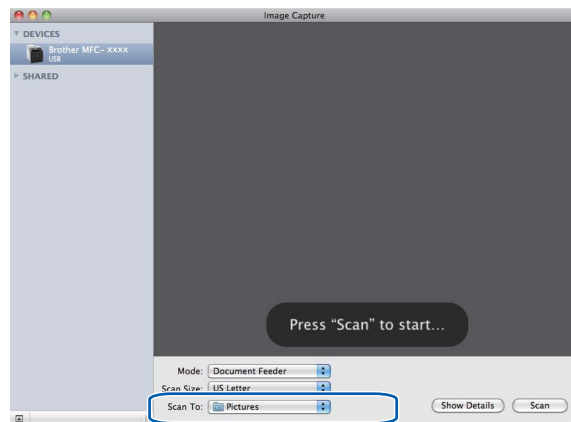 Image Capture
DEVICES
Brother MFC- XXXX
USB
SHARED
Press “Scan” to start...
Mode: Document Feeder
Scan Size: US Letter
Scan To: Pictures
Show Details
Scan